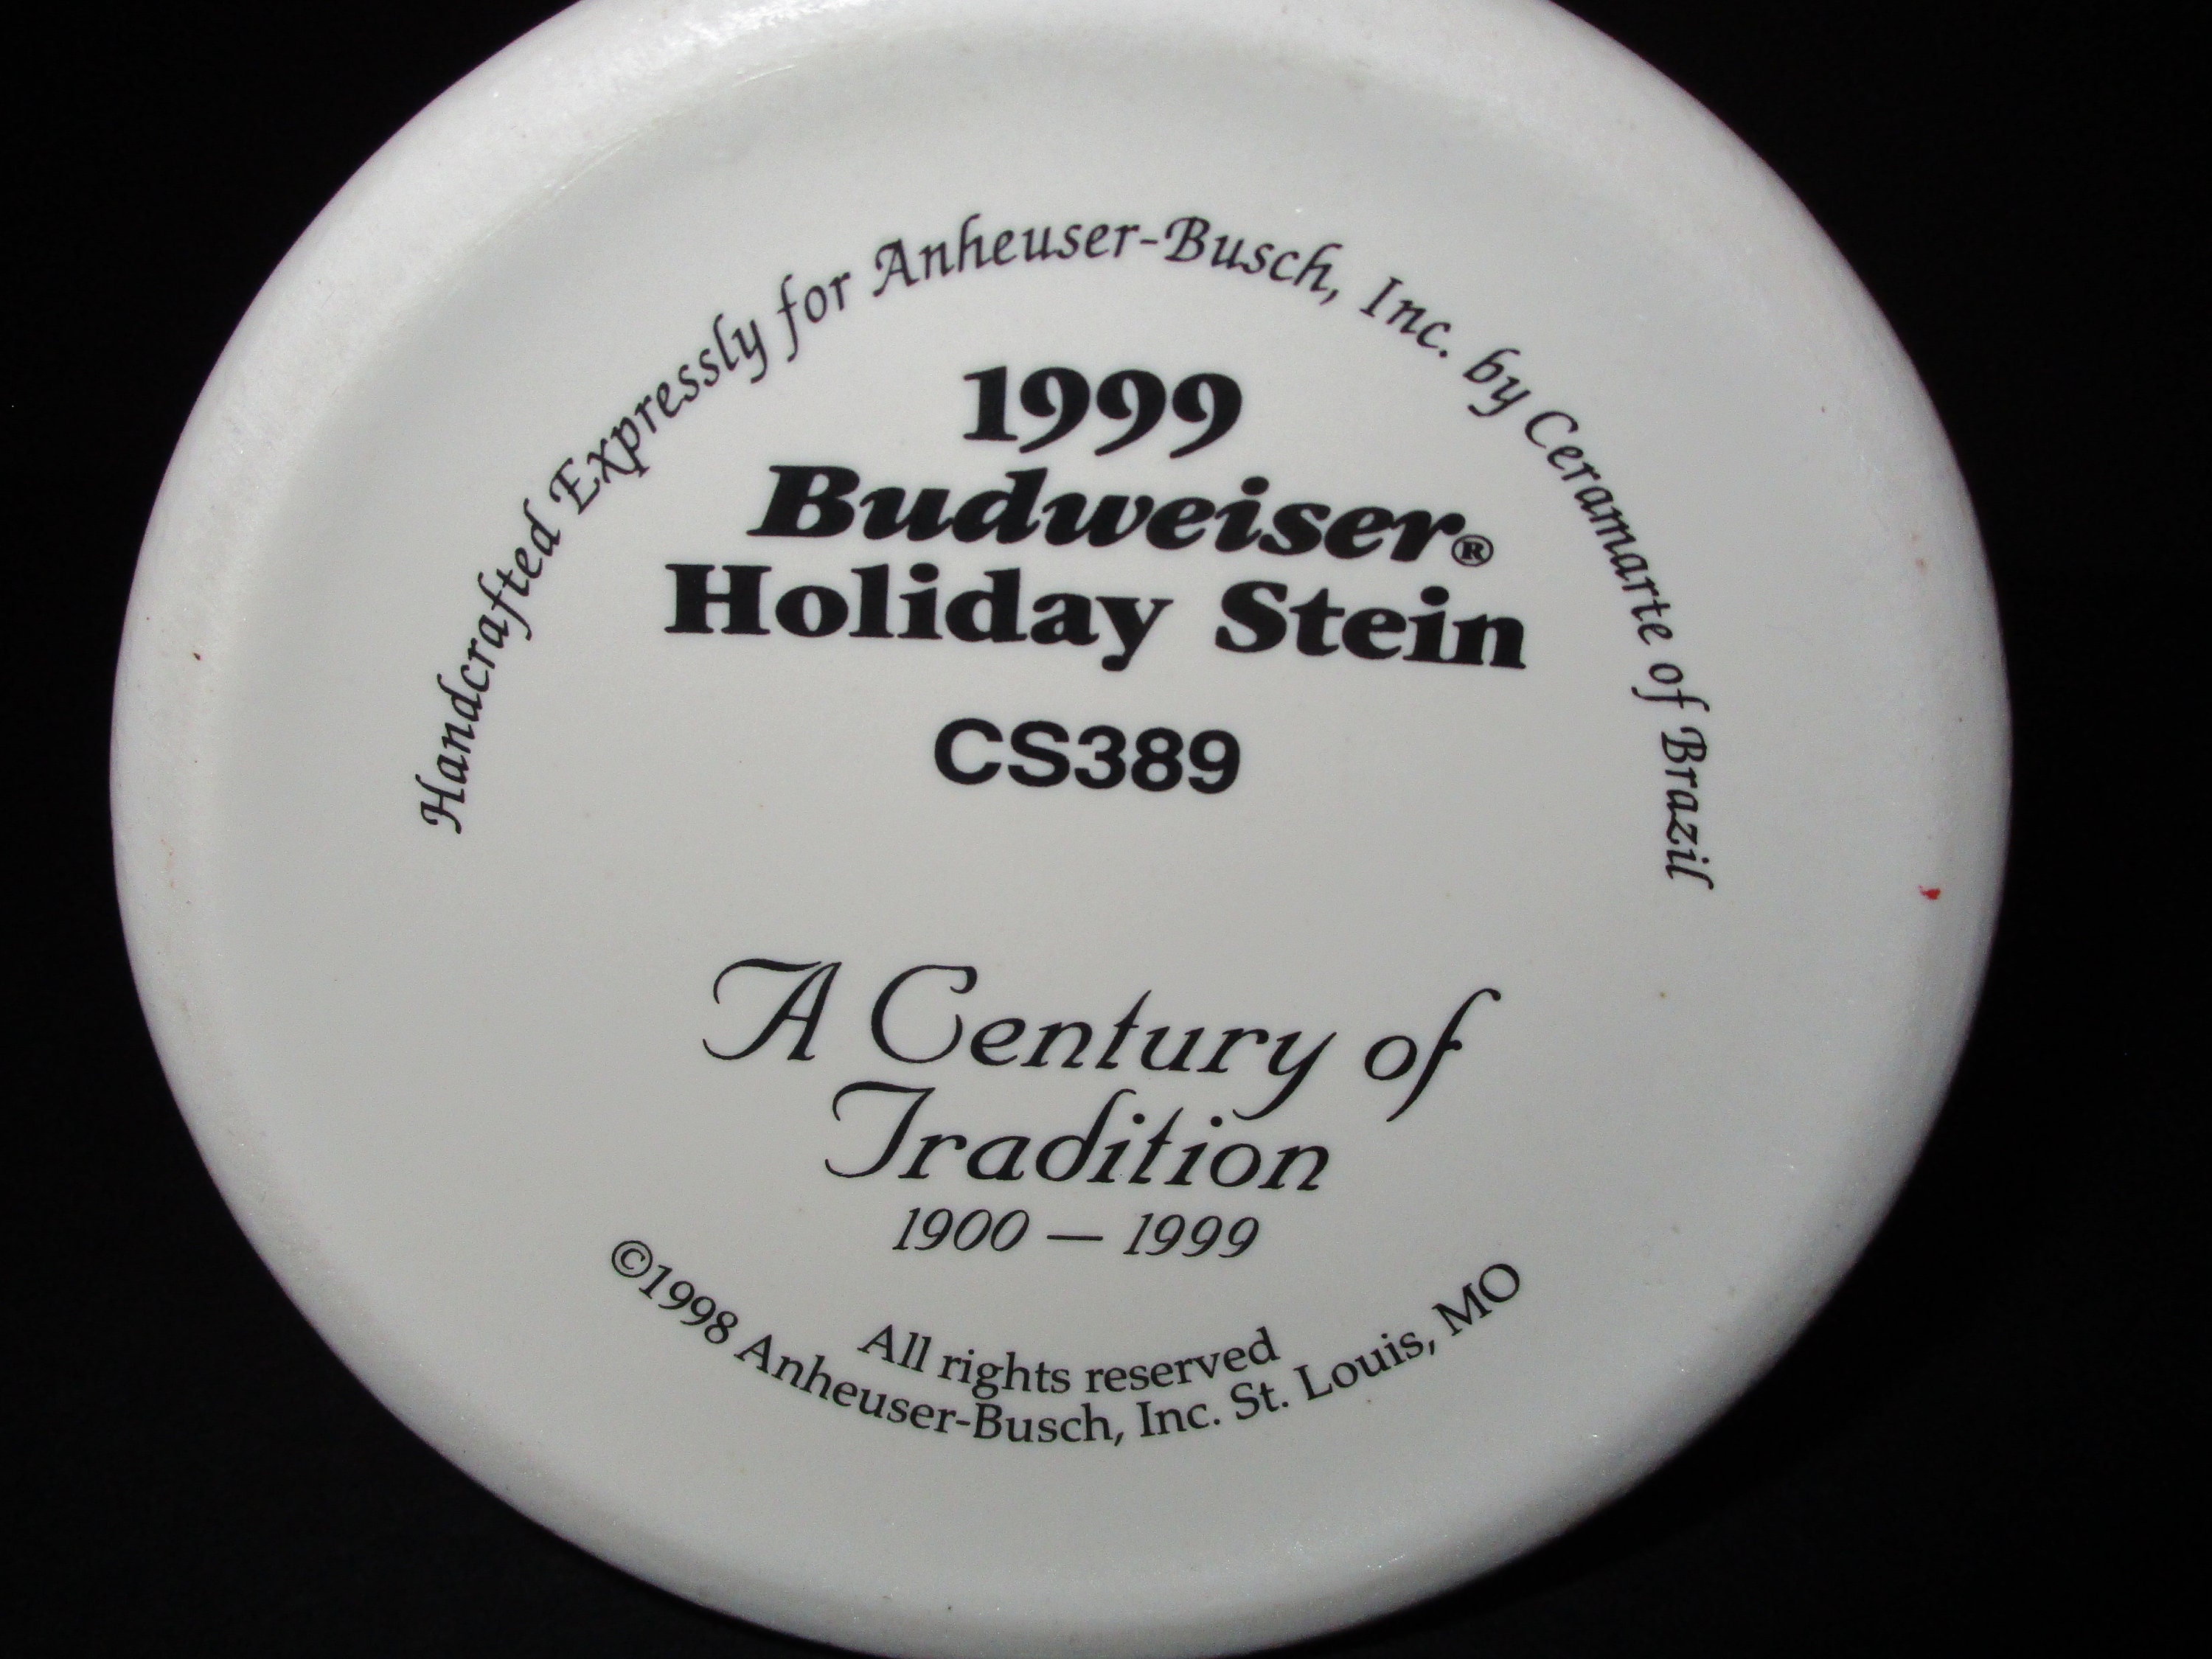 Handcrafted Expressly for Anheuser-Busch, Inc. by Ceramarte of Brazil
1999
Budweiser®
Holiday Stein
CS389
A Century of
Tradition
1900 — 1999
All rights reserved
©1998 Anheuser-Busch, Inc. St. Louis, MO